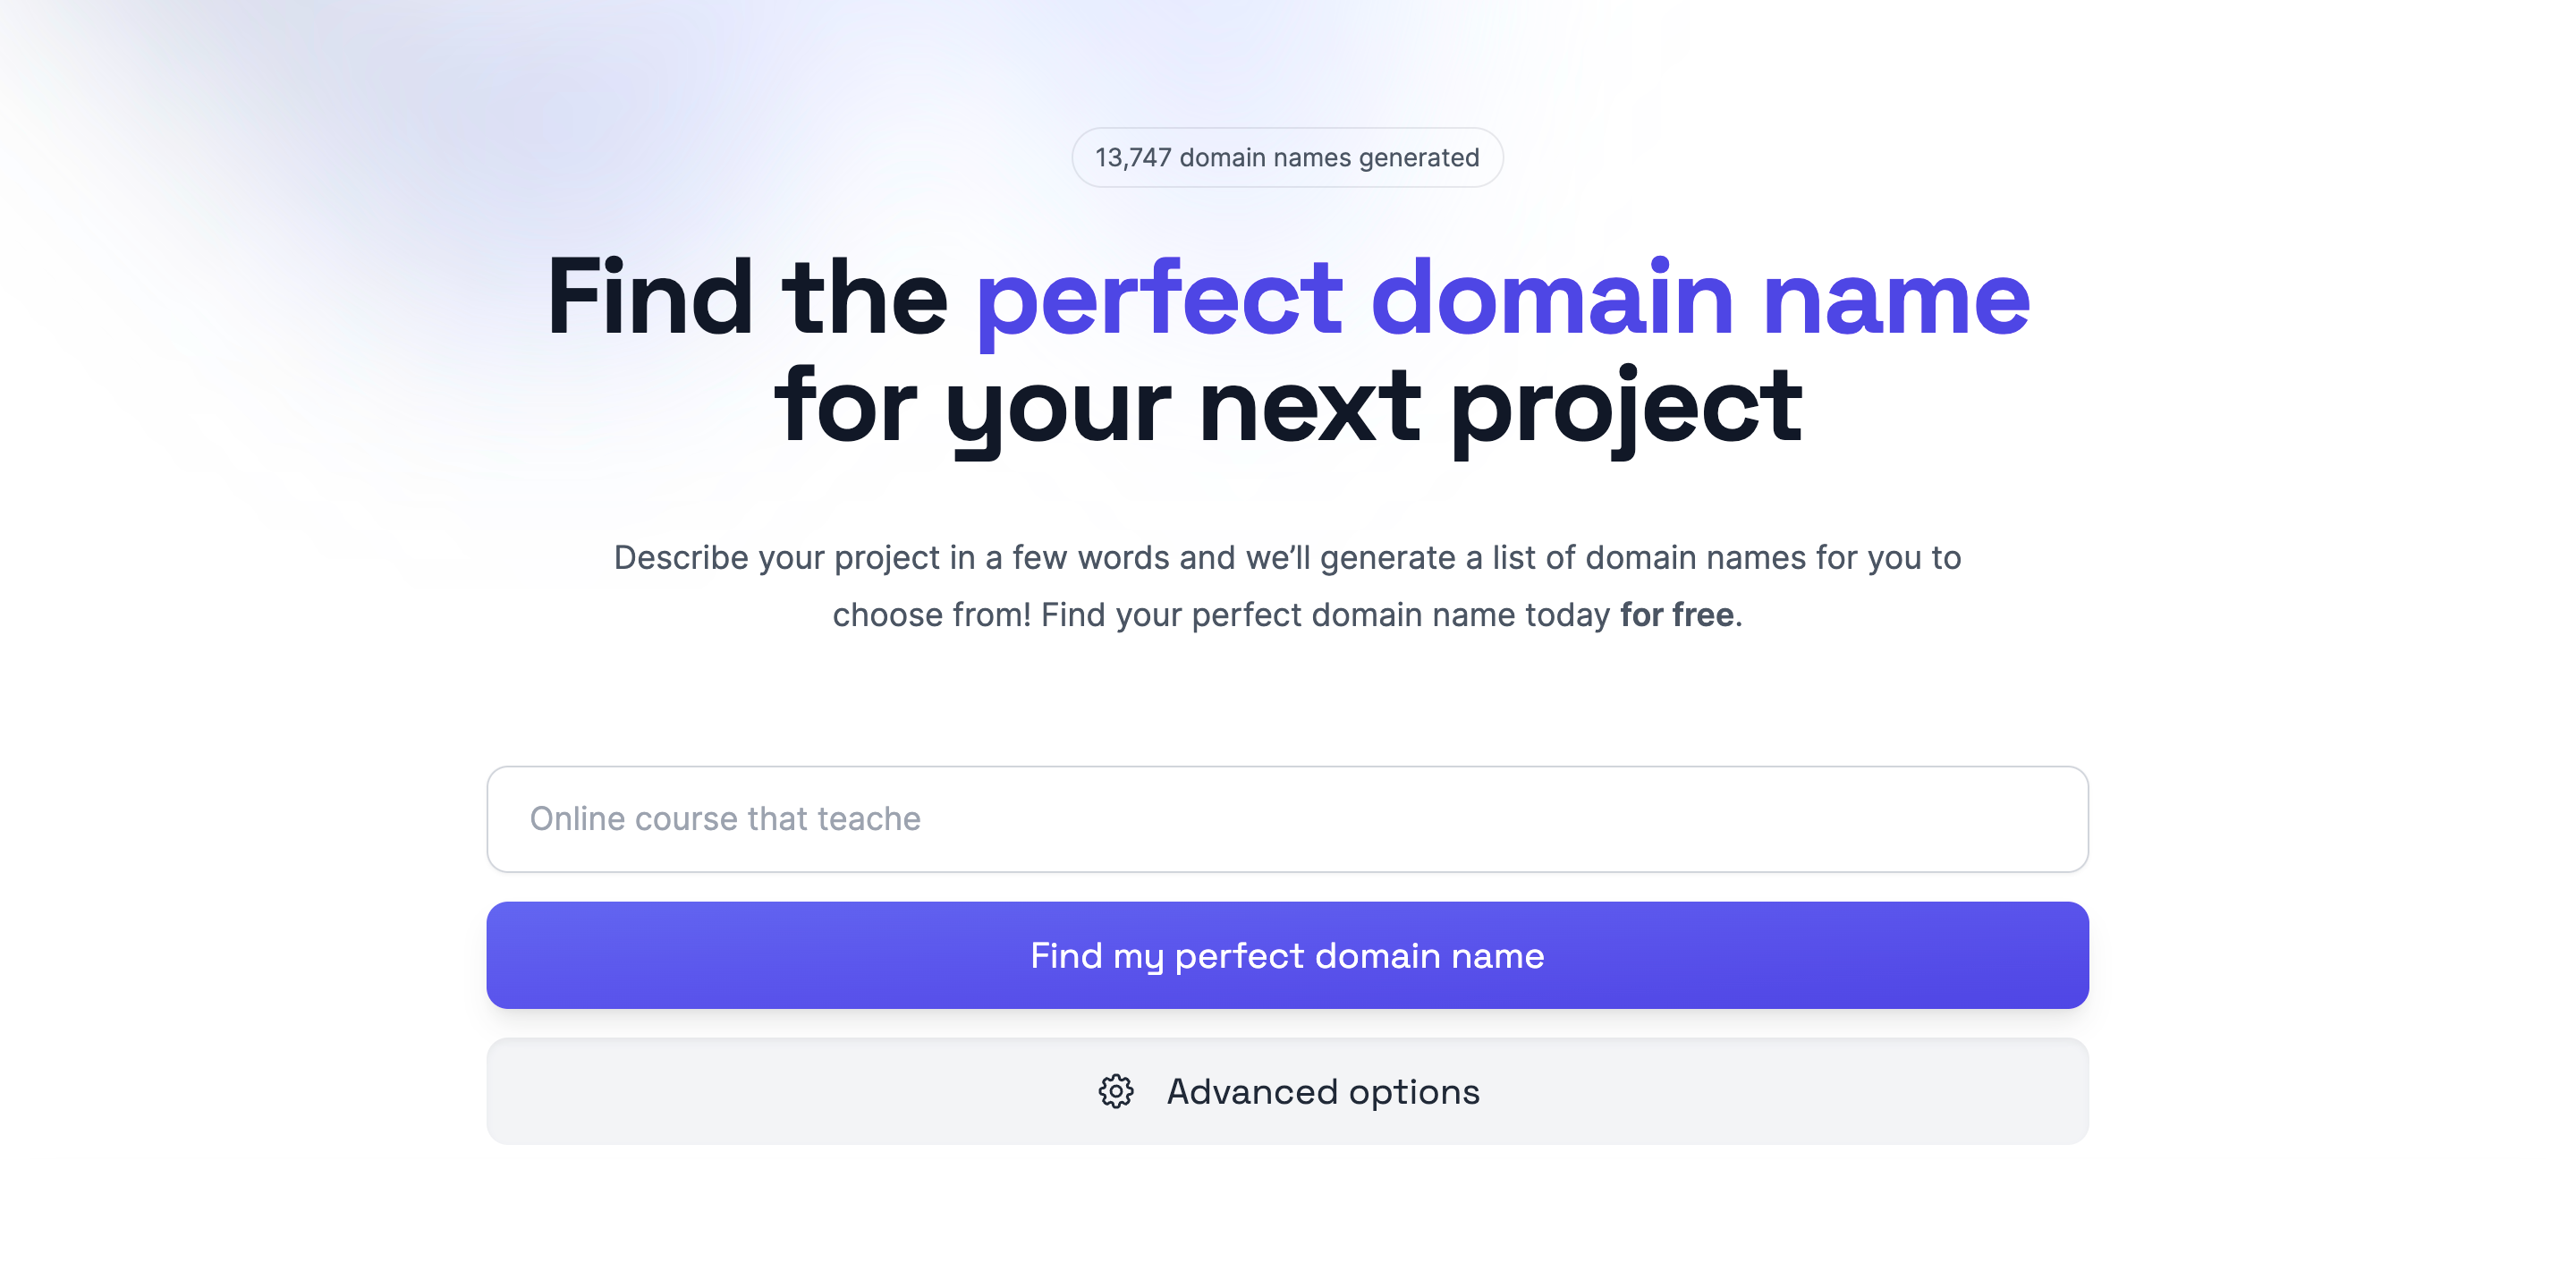 13,747 domain names generated
Find the perfect domain name
for your next project
Describe your project in a few words and we’ll generate a list of domain names for you to
choose from! Find your perfect domain name today for free.
Online course that teache
Find my perfect domain name
Advanced options